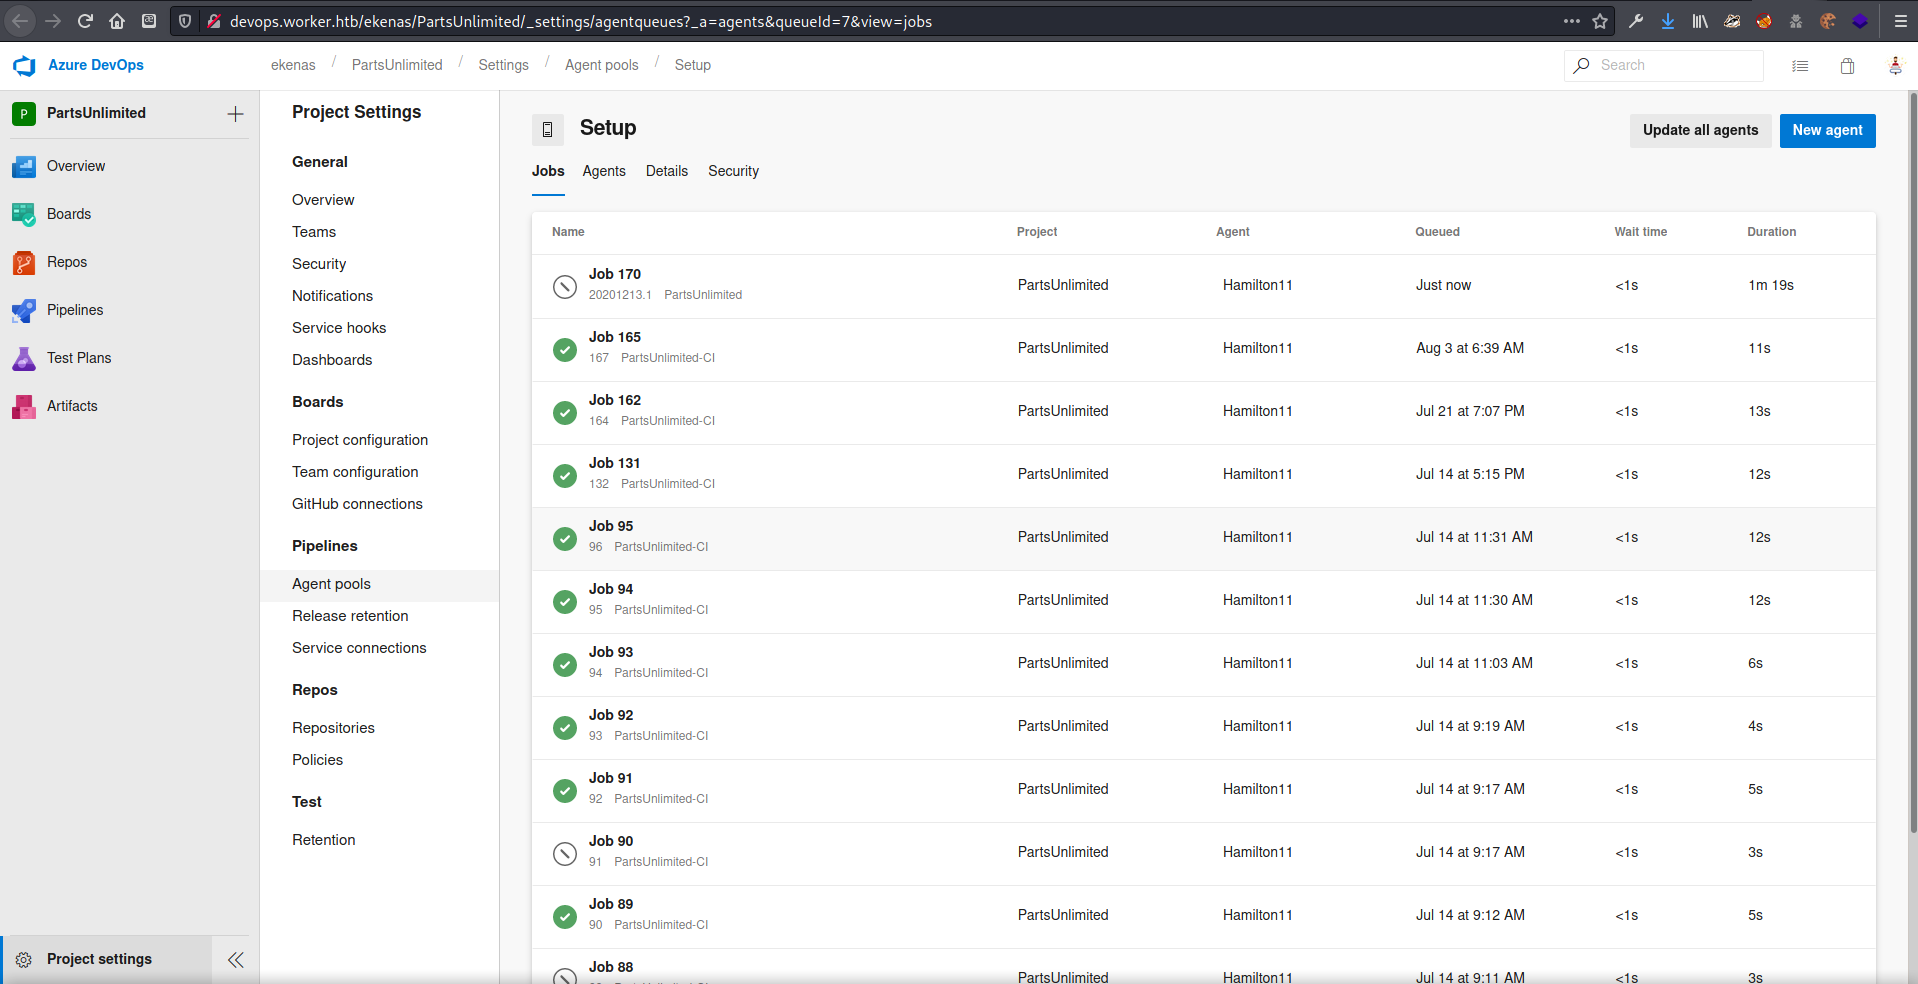 devops.worker.htb/ekenas/PartsUnlimited/_settings/agentqueues?_a=agents&queueId=7&view=jobs
Azure DevOps
ekenas / PartsUnlimited / Settings / Agent pools / Setup
Search
P PartsUnlimited
Overview
Boards
Repos
Pipelines
Test Plans
Artifacts
Project settings
Project Settings
General
Overview
Teams
Security
Notifications
Service hooks
Dashboards
Boards
Project configuration
Team configuration
GitHub connections
Pipelines
Agent pools
Release retention
Service connections
Repos
Repositories
Policies
Test
Retention
Setup
Update all agents New agent
Jobs Agents Details Security
Name Project Agent Queued Wait time Duration
Job 170
20201213.1 PartsUnlimited
PartsUnlimited Hamilton11 Just now <1s 1m 19s
Job 165
167 PartsUnlimited-CI
PartsUnlimited Hamilton11 Aug 3 at 6:39 AM <1s 11s
Job 162
164 PartsUnlimited-CI
PartsUnlimited Hamilton11 Jul 21 at 7:07 PM <1s 13s
Job 131
132 PartsUnlimited-CI
PartsUnlimited Hamilton11 Jul 14 at 5:15 PM <1s 12s
Job 95
96 PartsUnlimited-CI
PartsUnlimited Hamilton11 Jul 14 at 11:31 AM <1s 12s
Job 94
95 PartsUnlimited-CI
PartsUnlimited Hamilton11 Jul 14 at 11:30 AM <1s 12s
Job 93
94 PartsUnlimited-CI
PartsUnlimited Hamilton11 Jul 14 at 11:03 AM <1s 6s
Job 92
93 PartsUnlimited-CI
PartsUnlimited Hamilton11 Jul 14 at 9:19 AM <1s 4s
Job 91
92 PartsUnlimited-CI
PartsUnlimited Hamilton11 Jul 14 at 9:17 AM <1s 5s
Job 90
91 PartsUnlimited-CI
PartsUnlimited Hamilton11 Jul 14 at 9:17 AM <1s 3s
Job 89
90 PartsUnlimited-CI
PartsUnlimited Hamilton11 Jul 14 at 9:12 AM <1s 5s
Job 88
PartsUnlimited Hamilton11 Jul 14 at 9:11 AM <1s 3s